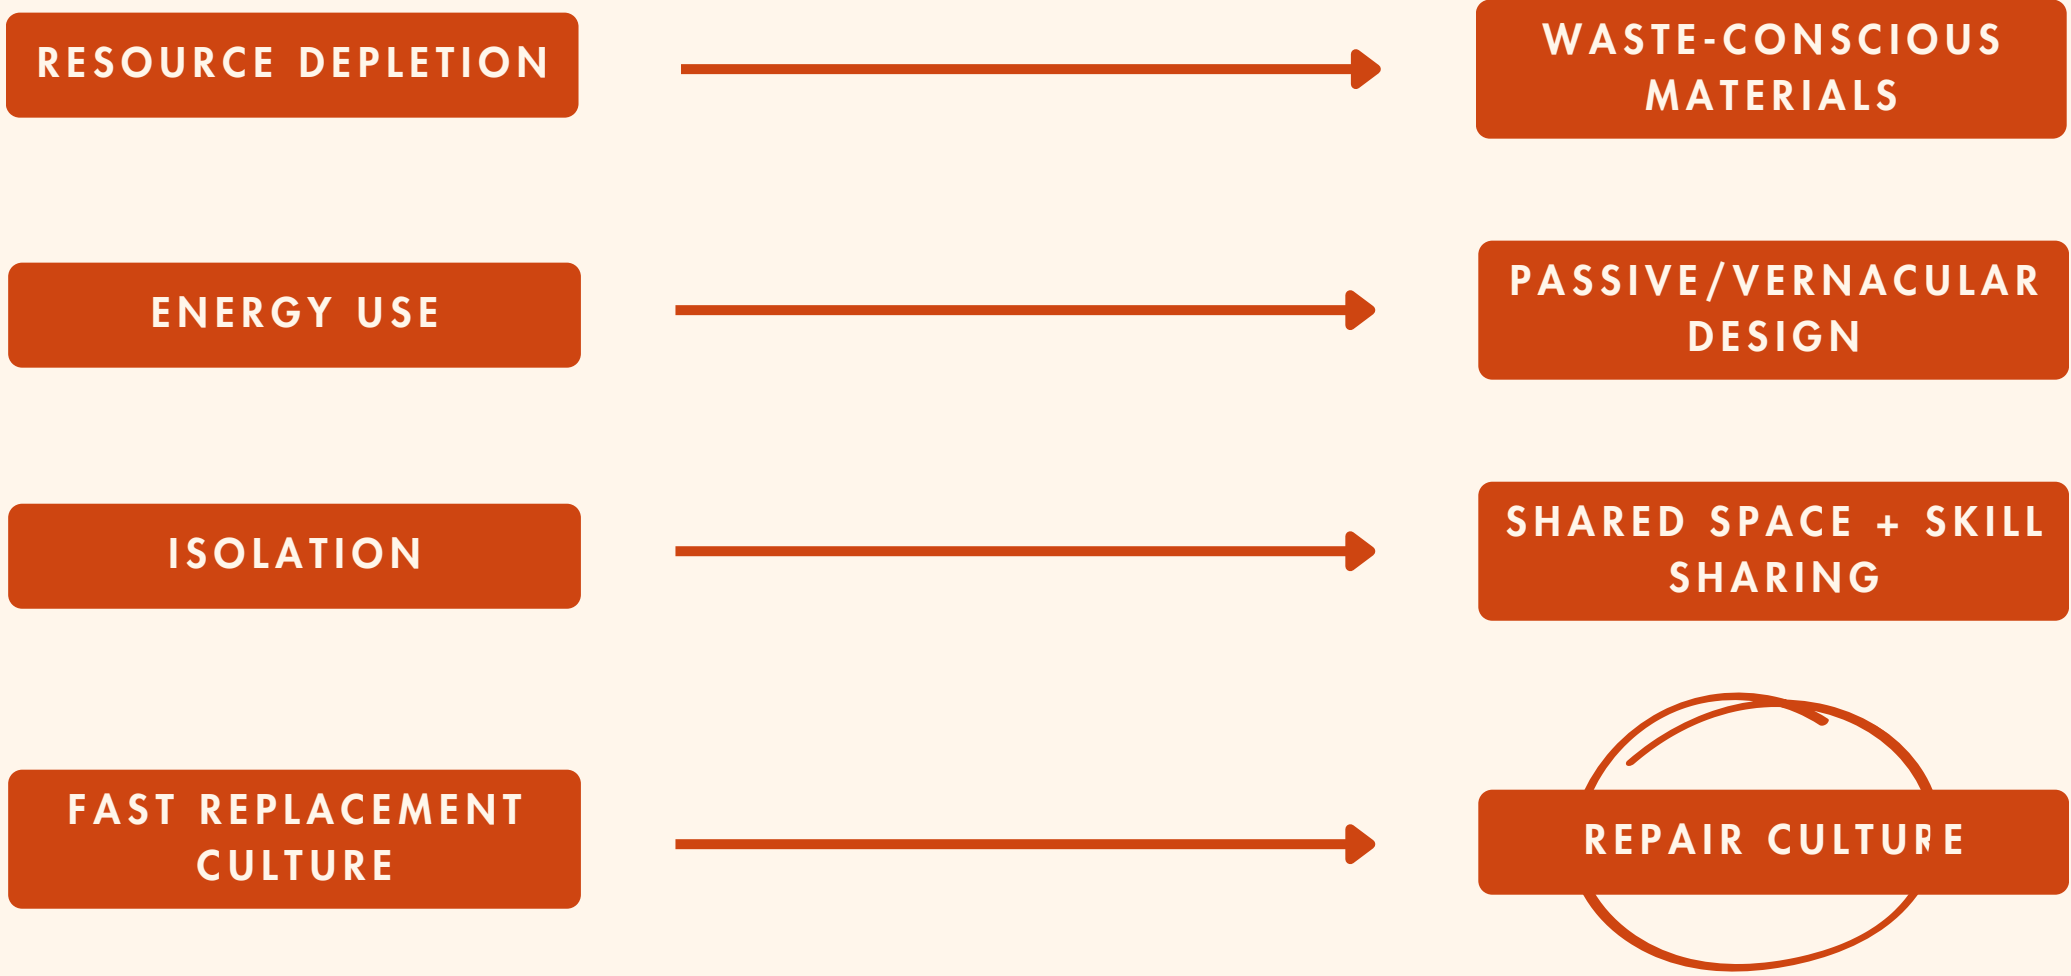 RESOURCE DEPLETION
WASTE-CONSCIOUS
MATERIALS
ENERGY USE
PASSIVE/VERNACULAR
DESIGN
ISOLATION
SHARED SPACE + SKILL
SHARING
FAST REPLACEMENT
CULTURE
REPAIR CULTURE